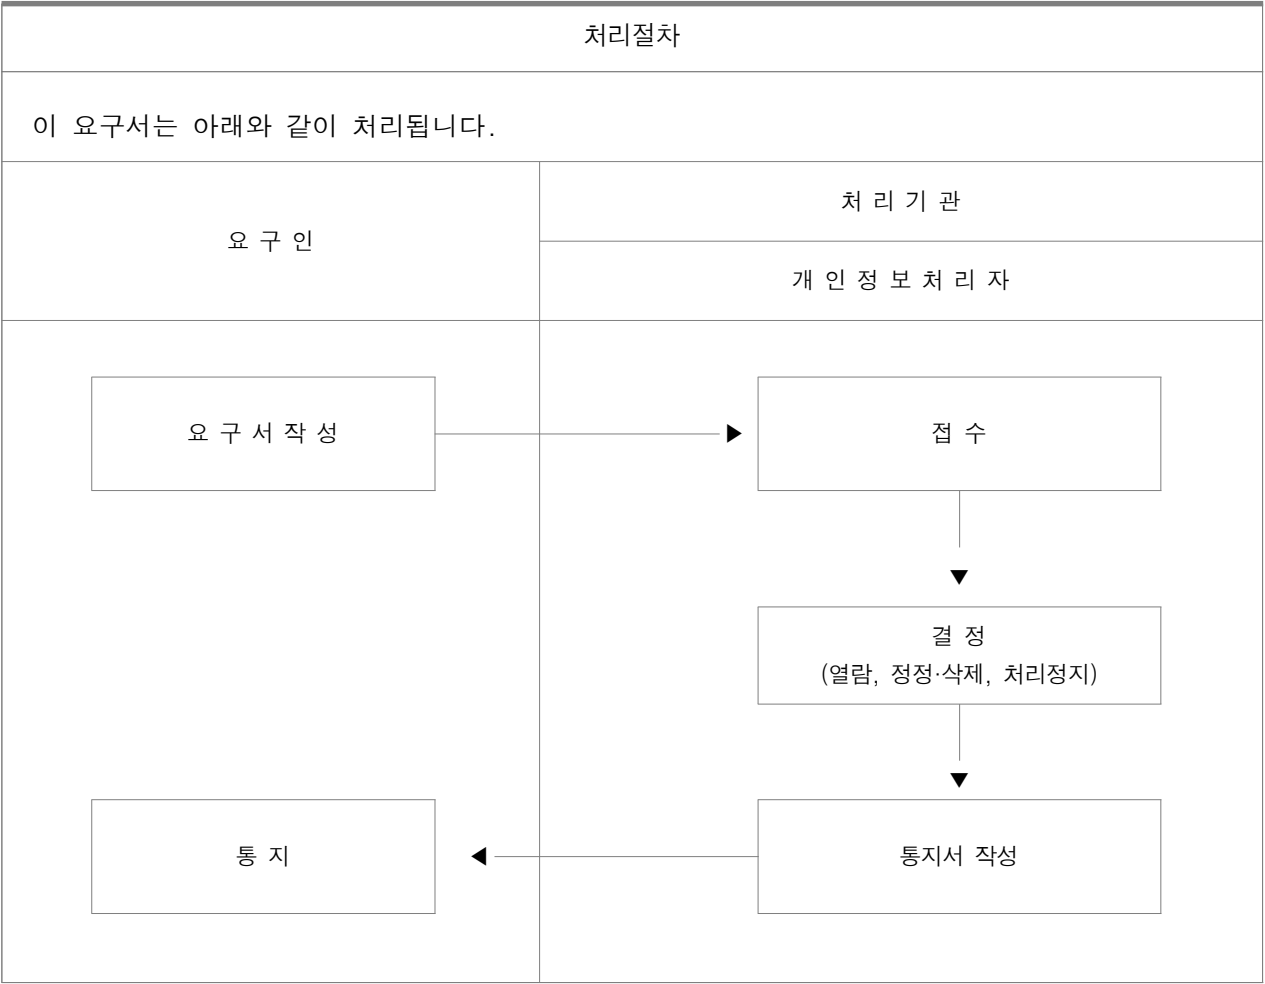 처리절차
이 요구서는 아래와 같이 처리됩니다.
요 구 인
처 리 기 관
개 인 정 보 처 리 자
요 구 서 작 성
접 수
결 정
(열람, 정정·삭제, 처리정지)
통 지
통지서 작성